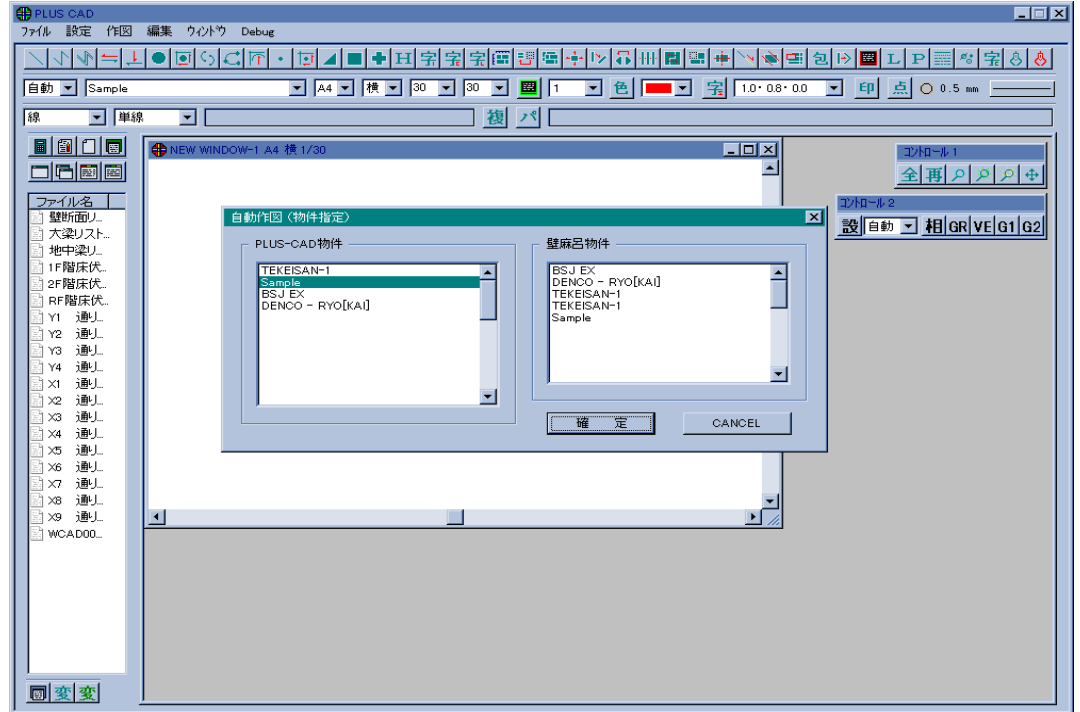 PLUS CAD
ファイル 設定 作図 編集 ウィンドウ Debug
H 字 字 字 包 L P 字
自動 Sample A4 横 30 30 1 色 字 1.0・0.8・0.0 印 点 0.5 mm
線 単線 複 パ
NEW WINDOW-1 A4 横 1/30
コントロール 1
全 再
コントロール 2
設 自動 相 GR VE G1 G2
ファイル名
壁断面リ...
大梁リスト...
地中梁リ...
1F階床伏...
2F階床伏...
RF階床伏...
Y1 通り...
Y2 通り...
Y3 通り...
Y4 通り...
X1 通り...
X2 通り...
X3 通り...
X4 通り...
X5 通り...
X6 通り...
X7 通り...
X8 通り...
X9 通り...
WCAD00...
変 変
自動作図（物件指定）
PLUS-CAD物件
TEKEISAN-1
Sample
BSJ EX
DENCO - RYO[KAI]
壁麻呂物件
BSJ EX
DENCO - RYO[KAI]
TEKEISAN-1
TEKEISAN-1
Sample
確 定
CANCEL